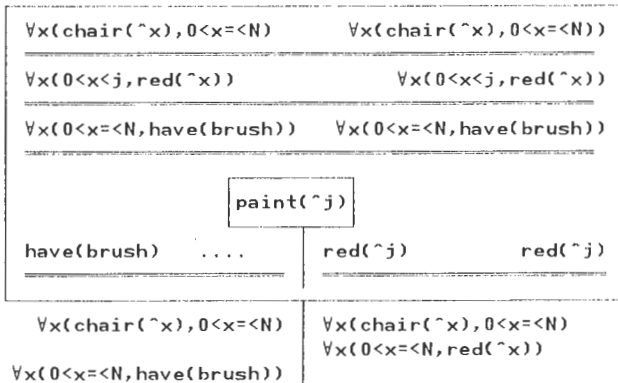 ∀x(chair(^x),0<x=<N) ∀x(chair(^x),0<x=<N))
∀x(0<x<j,red(^x)) ∀x(0<x<j,red(^x))
∀x(0<x=<N,have(brush)) ∀x(0<x=<N,have(brush))
paint(^j)
have(brush) .... red(^j) red(^j)
∀x(chair(^x),0<x=<N) ∀x(chair(^x),0<x=<N)
∀x(0<x=<N,red(^x))
∀x(0<x=<N,have(brush))